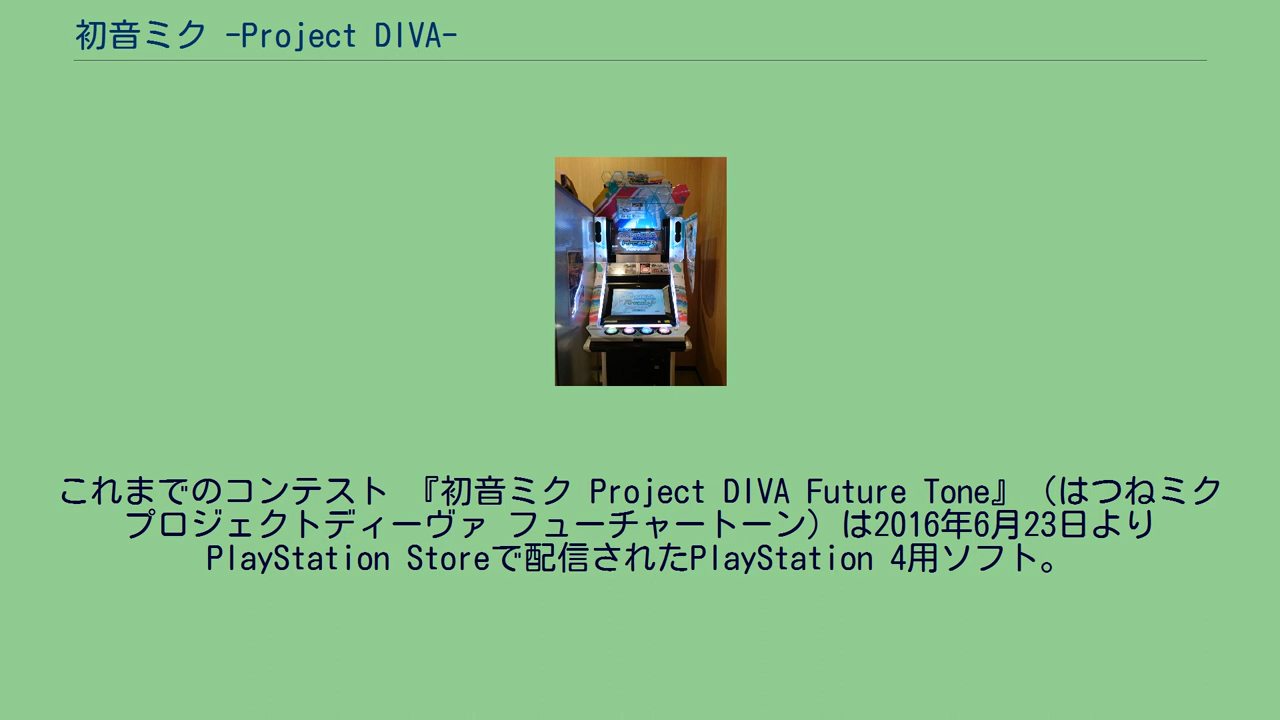 初音ミク -Project DIVA-
これまでのコンテスト 『初音ミク Project DIVA Future Tone』（はつねミク
プロジェクトディーヴァ フューチャートーン）は2016年6月23日より
PlayStation Storeで配信されたPlayStation 4用ソフト。